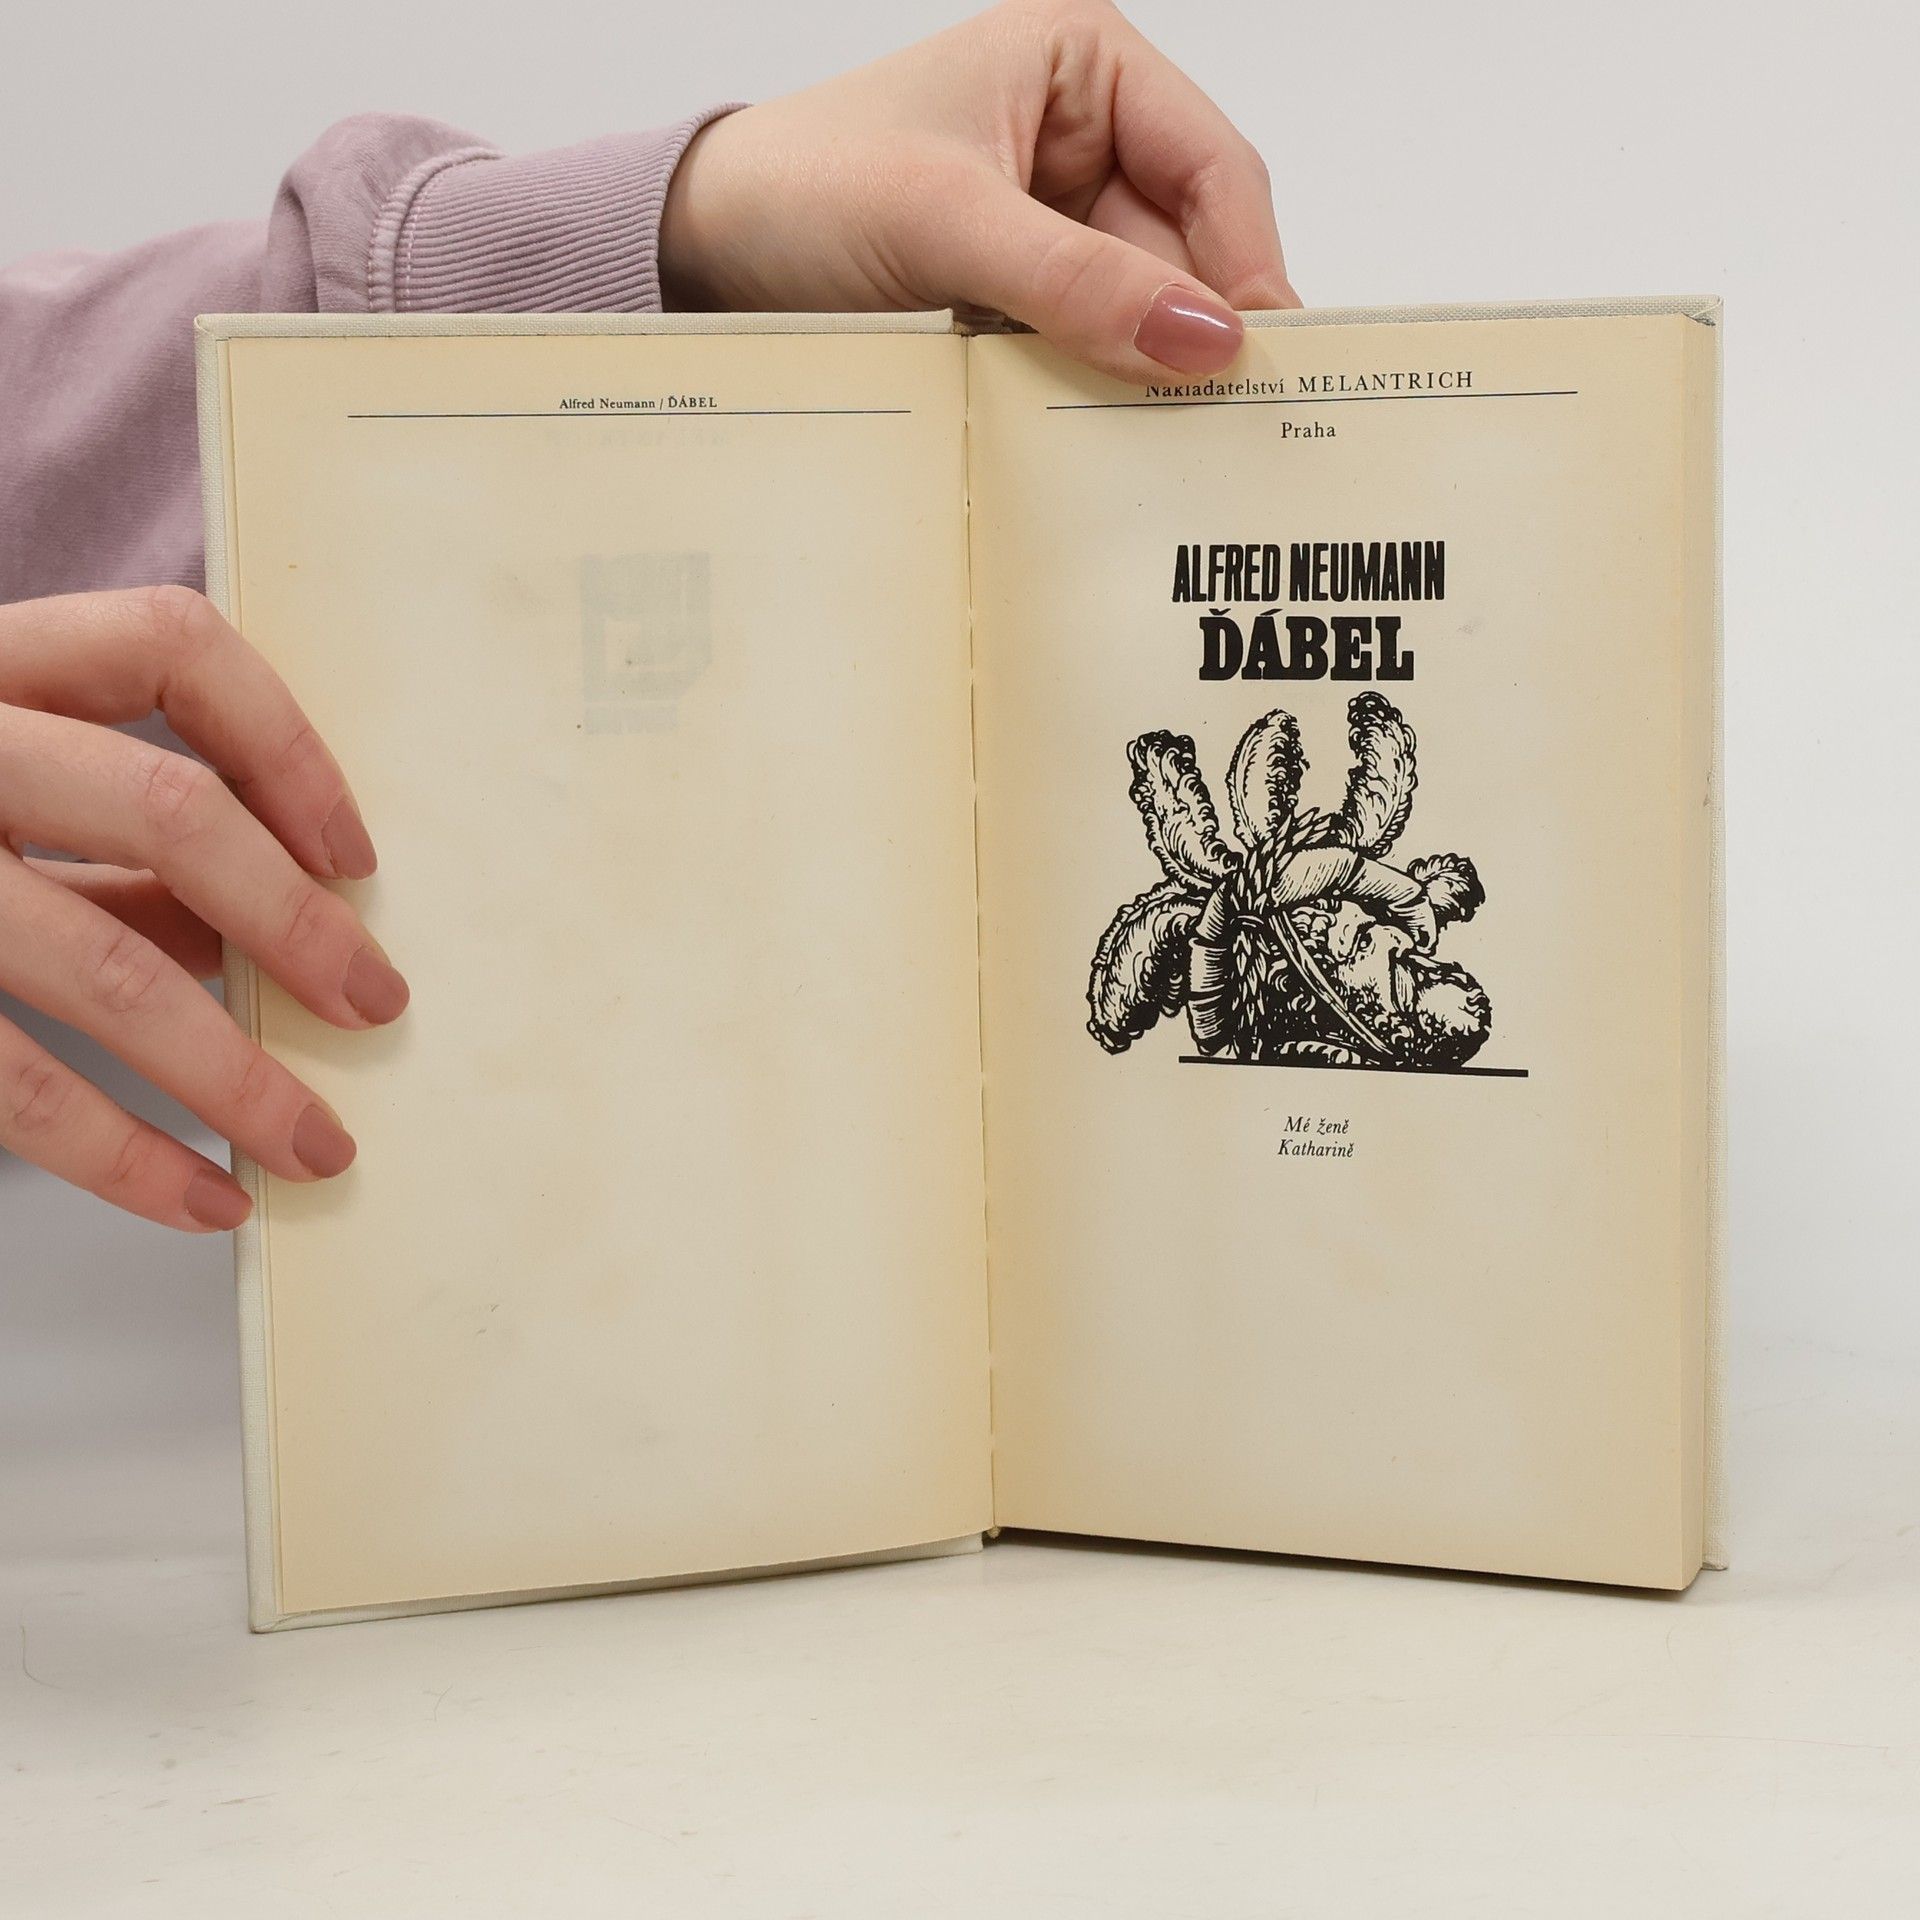 Alfred Neumann / ĎÁBEL
Nakladatelství MELANTRICH
Praha
ALFRED NEUMANN
ĎÁBEL
Mé ženě
Katharině